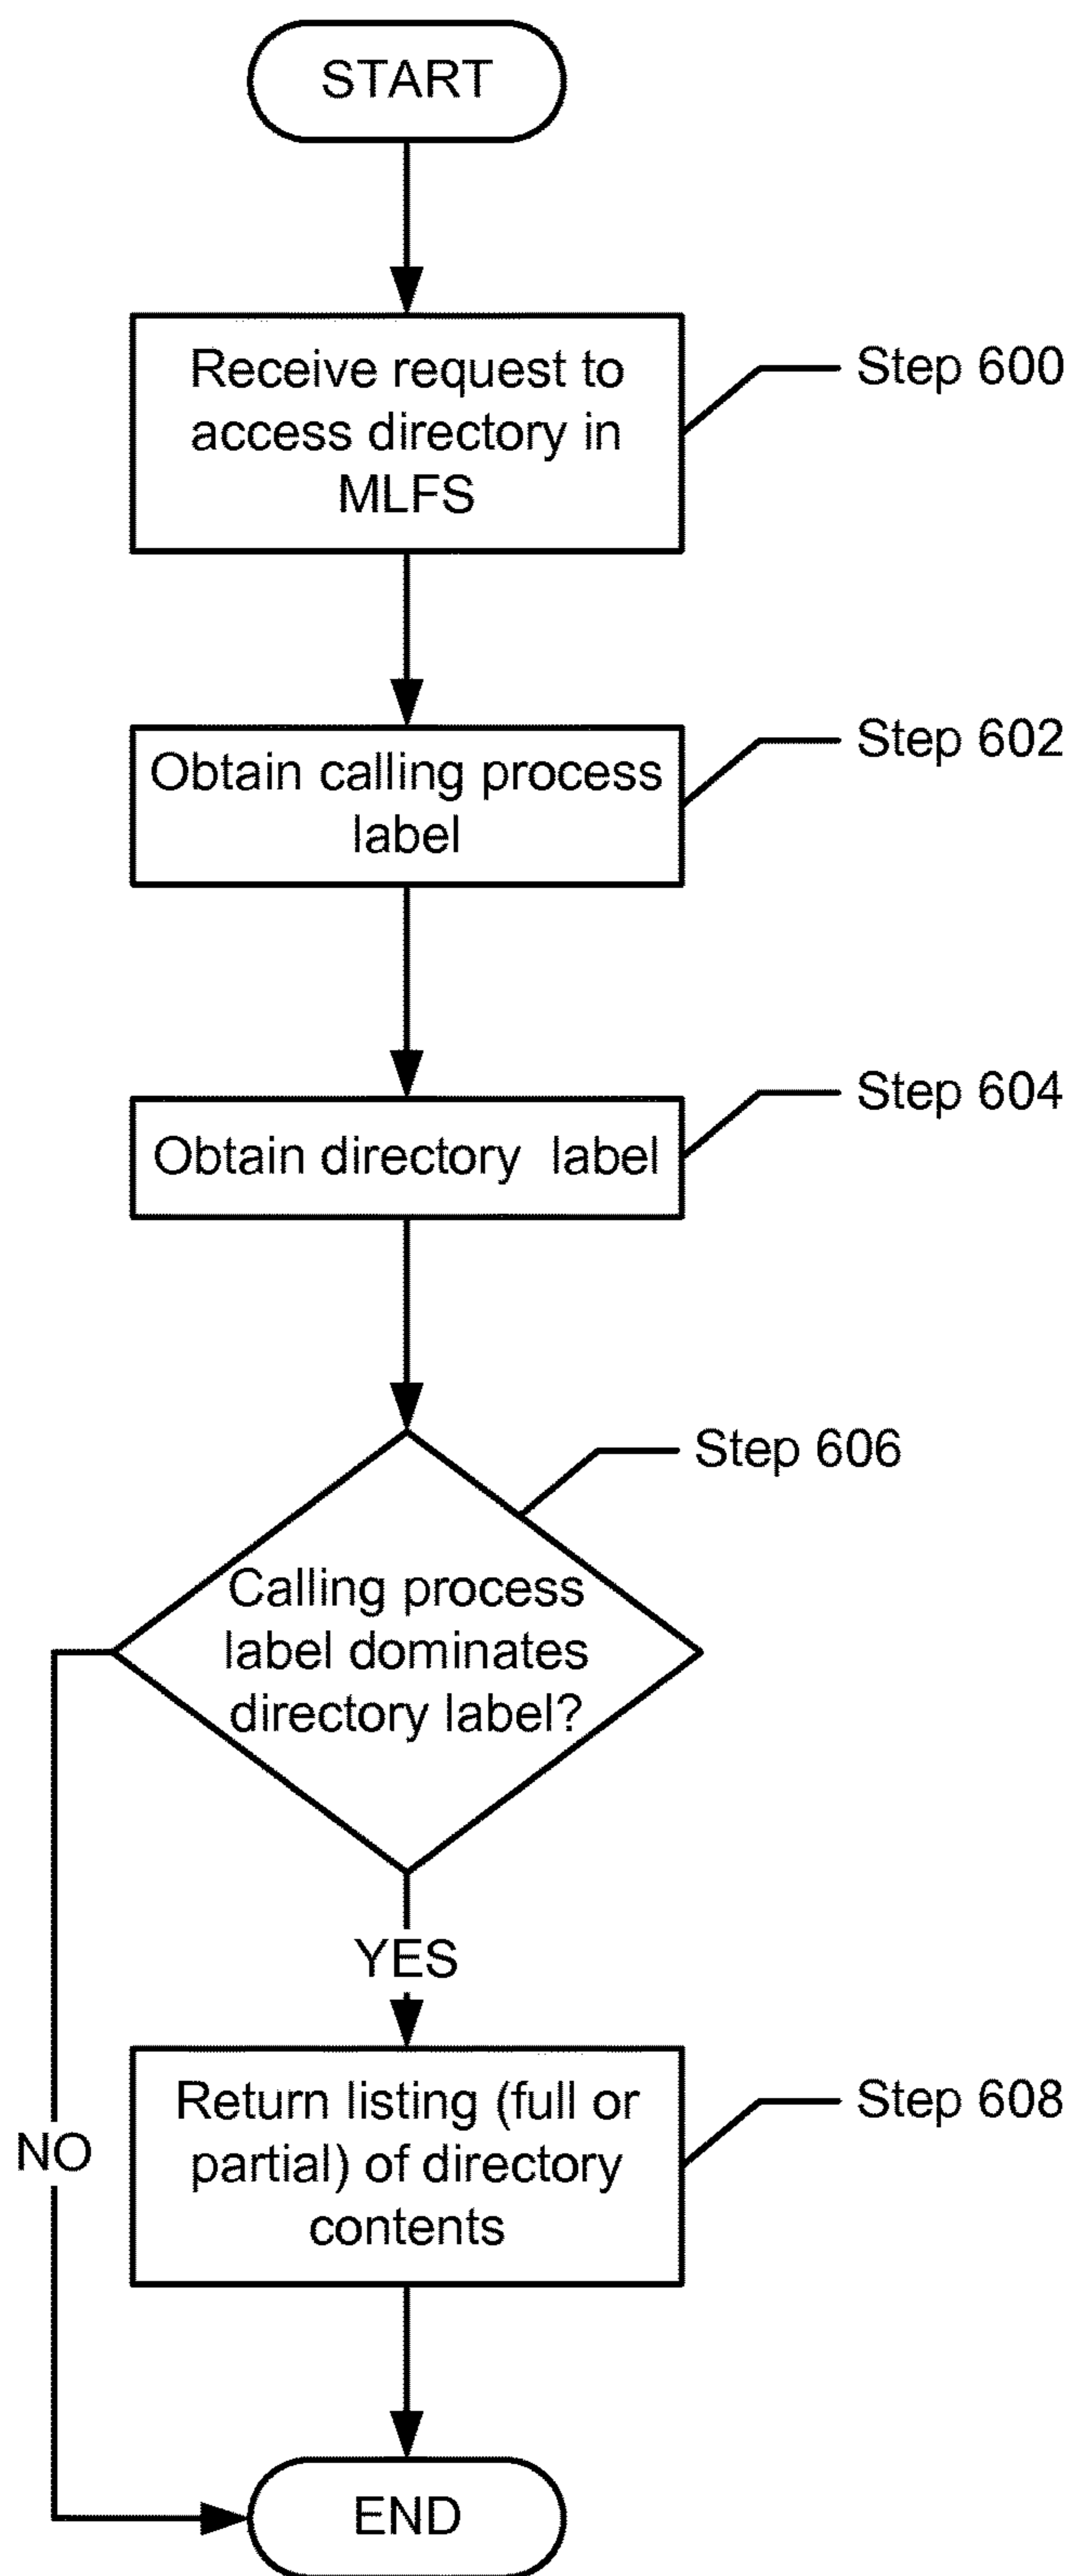 START
Receive request to
access directory in
MLFS
Step 600
Obtain calling process
label
Step 602
Obtain directory label
Step 604
Step 606
Calling process
label dominates
directory label?
YES
NO
Return listing (full or
partial) of directory
contents
Step 608
END